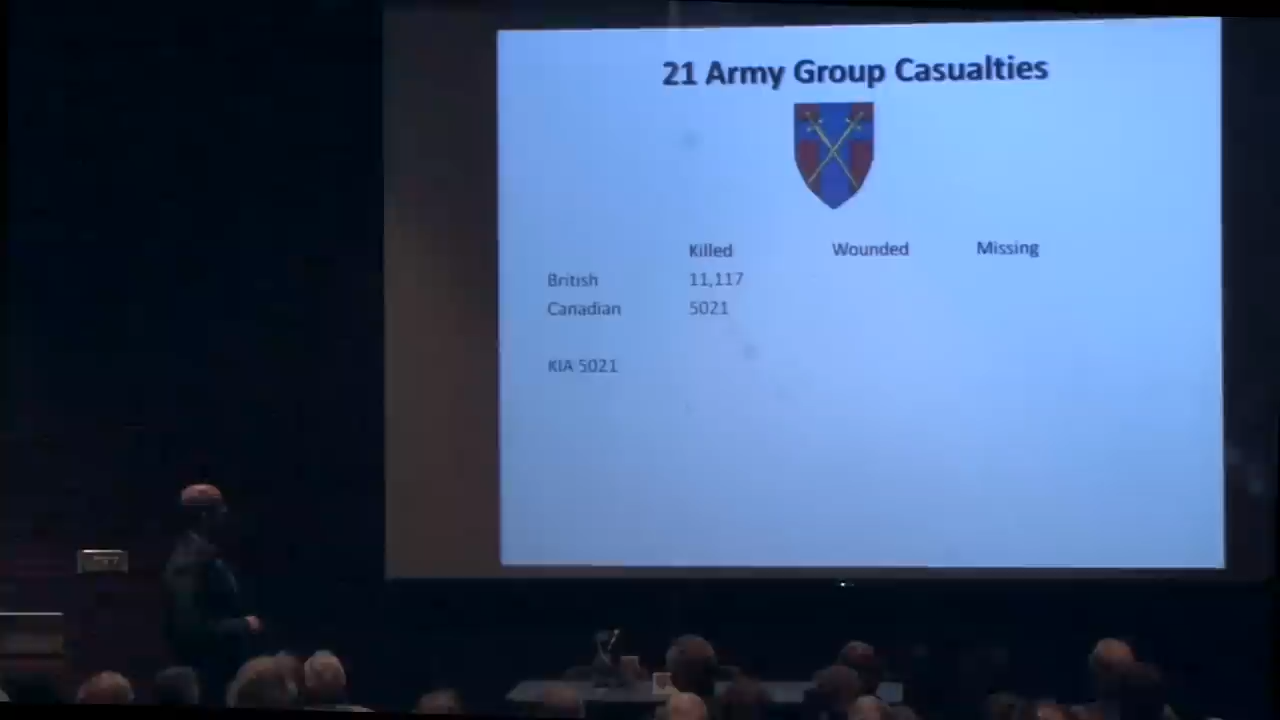 21 Army Group Casualties
Killed Wounded Missing
British 11,117
Canadian 5021
KIA 5021